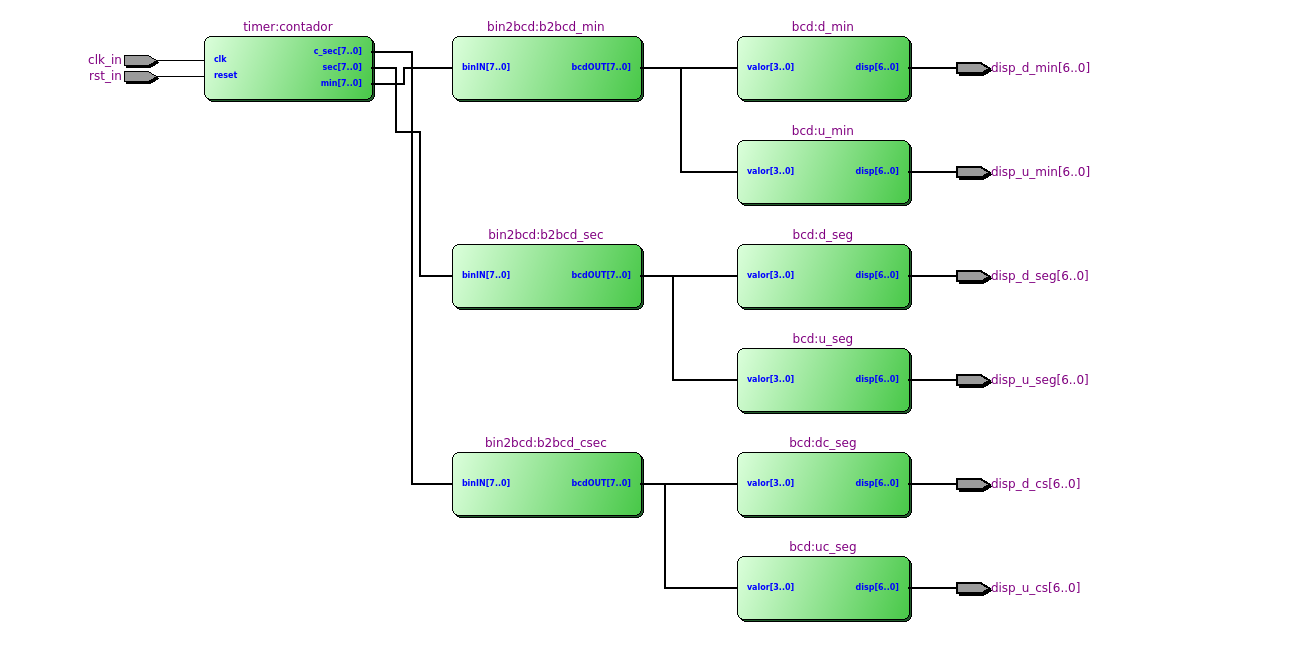 timer:contador
clk_in
rst_in
clk
reset
c_sec[7..0]
sec[7..0]
min[7..0]
bin2bcd:b2bcd_min
binIN[7..0]
bcdOUT[7..0]
bcd:d_min
valor[3..0]
disp[6..0]
disp_d_min[6..0]
bcd:u_min
valor[3..0]
disp[6..0]
disp_u_min[6..0]
bin2bcd:b2bcd_sec
binIN[7..0]
bcdOUT[7..0]
bcd:d_seg
valor[3..0]
disp[6..0]
disp_d_seg[6..0]
bcd:u_seg
valor[3..0]
disp[6..0]
disp_u_seg[6..0]
bin2bcd:b2bcd_csec
binIN[7..0]
bcdOUT[7..0]
bcd:dc_seg
valor[3..0]
disp[6..0]
disp_d_cs[6..0]
bcd:uc_seg
valor[3..0]
disp[6..0]
disp_u_cs[6..0]